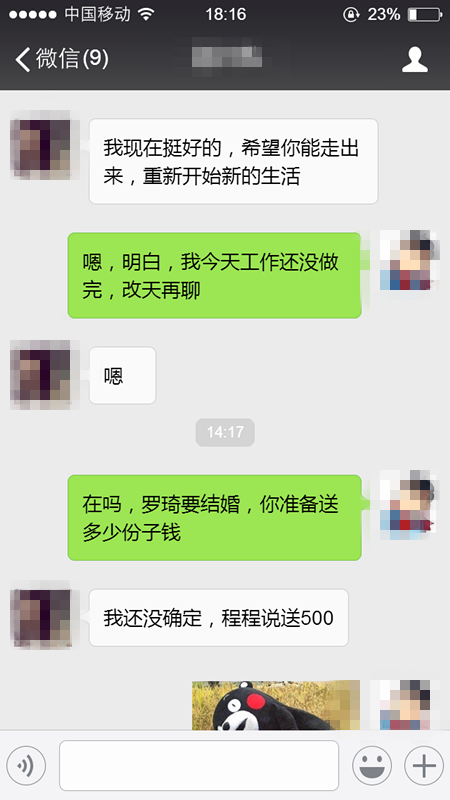 中国移动 18:16 23%
微信(9)
我现在挺好的，希望你能走出
来，重新开始新的生活
嗯，明白，我今天工作还没做
完，改天再聊
嗯
14:17
在吗，罗琦要结婚，你准备送
多少份子钱
我还没确定，程程说送500